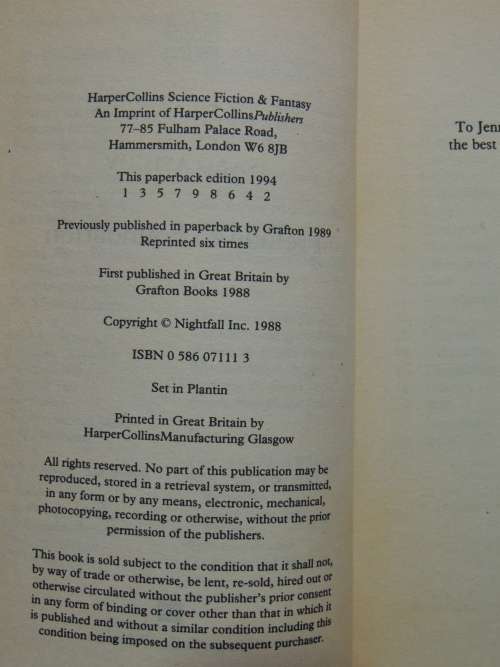 HarperCollins Science Fiction & Fantasy
An Imprint of HarperCollinsPublishers
77–85 Fulham Palace Road,
Hammersmith, London W6 8JB
This paperback edition 1994
1 3 5 7 9 8 6 4 2
Previously published in paperback by Grafton 1989
Reprinted six times
First published in Great Britain by
Grafton Books 1988
Copyright © Nightfall Inc. 1988
ISBN 0 586 07111 3
Set in Plantin
Printed in Great Britain by
HarperCollinsManufacturing Glasgow
All rights reserved. No part of this publication may be
reproduced, stored in a retrieval system, or transmitted,
in any form or by any means, electronic, mechanical,
photocopying, recording or otherwise, without the prior
permission of the publishers.
This book is sold subject to the condition that it shall not,
by way of trade or otherwise, be lent, re-sold, hired out or
otherwise circulated without the publisher's prior consent
in any form of binding or cover other than that in which it
is published and without a similar condition including this
condition being imposed on the subsequent purchaser.
To Jenn
the best